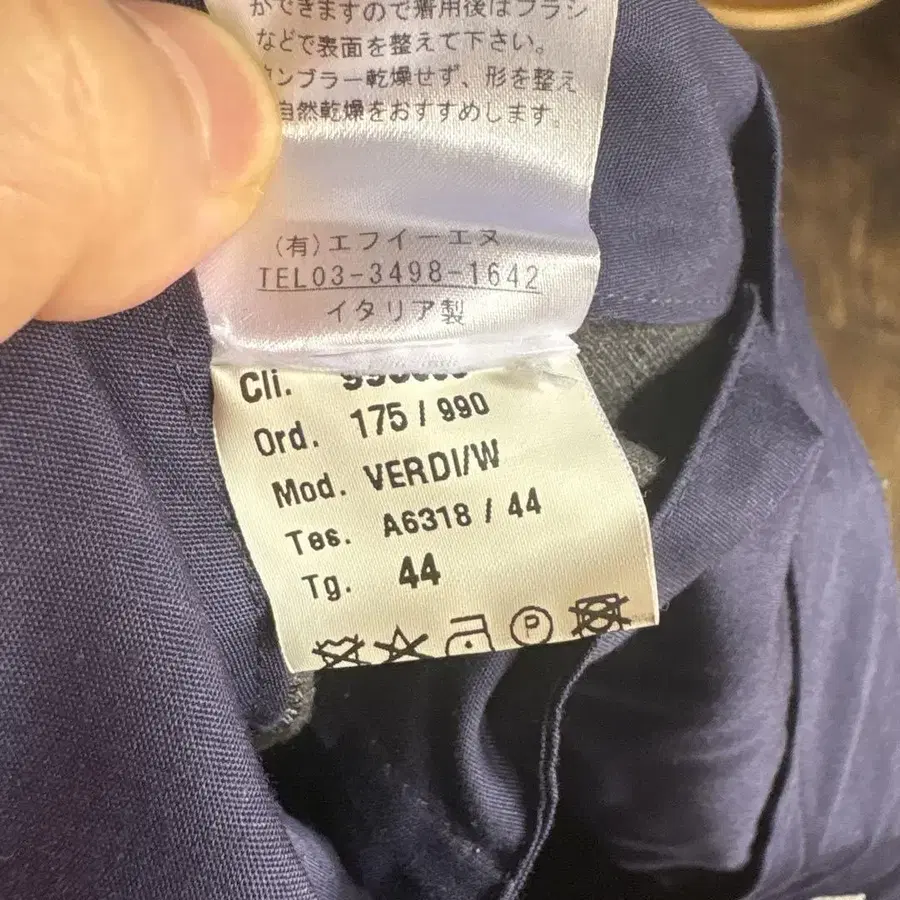 ができますので着用後はブラシ
などで表面を整えて下さい。
タンブラー乾燥せず、形を整え
自然乾燥をおすすめします。
(有)エフイーエヌ
TEL03-3498-1642
イタリア製
Cli.
Ord. 175 / 990
Mod. VERDI/W
Tes. A6318 / 44
Tg. 44
P